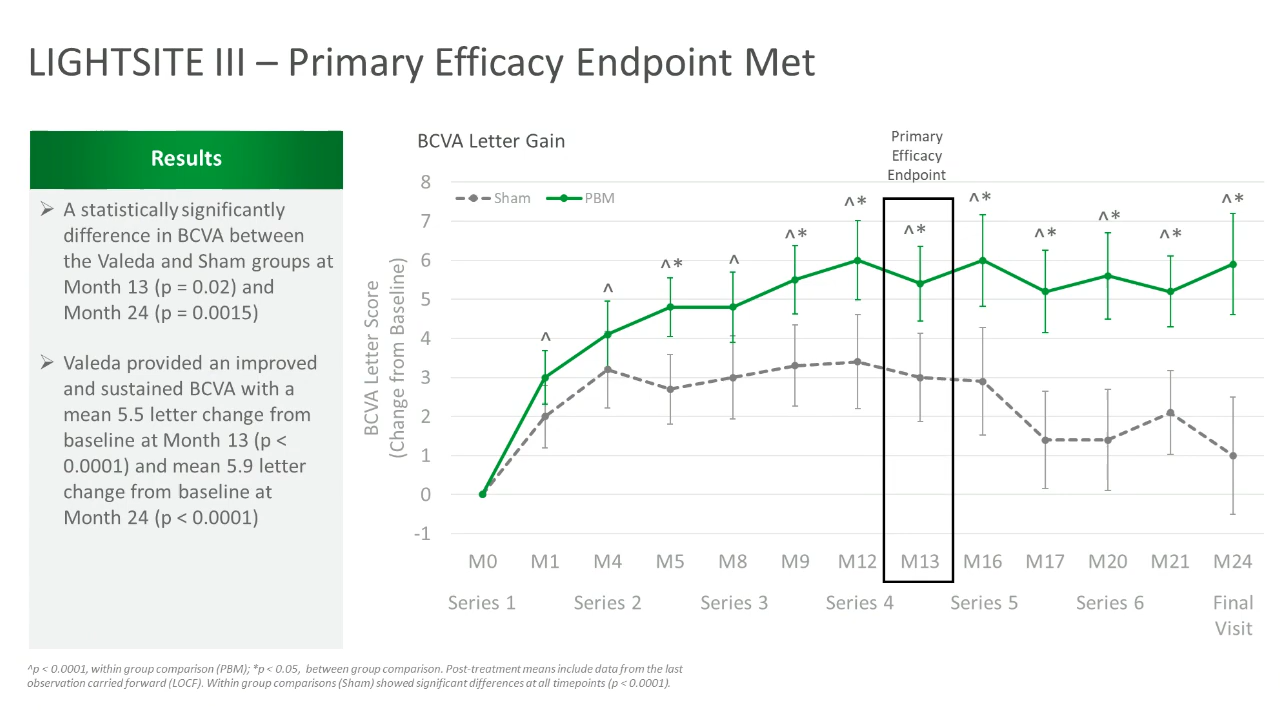 LIGHTSITE III – Primary Efficacy Endpoint Met
Results
➢ A statistically significantly
difference in BCVA between
the Valeda and Sham groups at
Month 13 (p = 0.02) and
Month 24 (p = 0.0015)
➢ Valeda provided an improved
and sustained BCVA with a
mean 5.5 letter change from
baseline at Month 13 (p <
0.0001) and mean 5.9 letter
change from baseline at
Month 24 (p < 0.0001)
BCVA Letter Gain
Primary
Efficacy
Endpoint
Sham PBM
BCVA Letter Score
(Change from Baseline)
8
7
6
5
4
3
2
1
0
-1
^ ^ ^* ^ ^* ^* ^* ^* ^* ^* ^* ^*
M0 M1 M4 M5 M8 M9 M12 M13 M16 M17 M20 M21 M24
Series 1 Series 2 Series 3 Series 4 Series 5 Series 6 Final
Visit
^p < 0.0001, within group comparison (PBM); *p < 0.05, between group comparison. Post-treatment means include data from the last
observation carried forward (LOCF). Within group comparisons (Sham) showed significant differences at all timepoints (p < 0.0001).